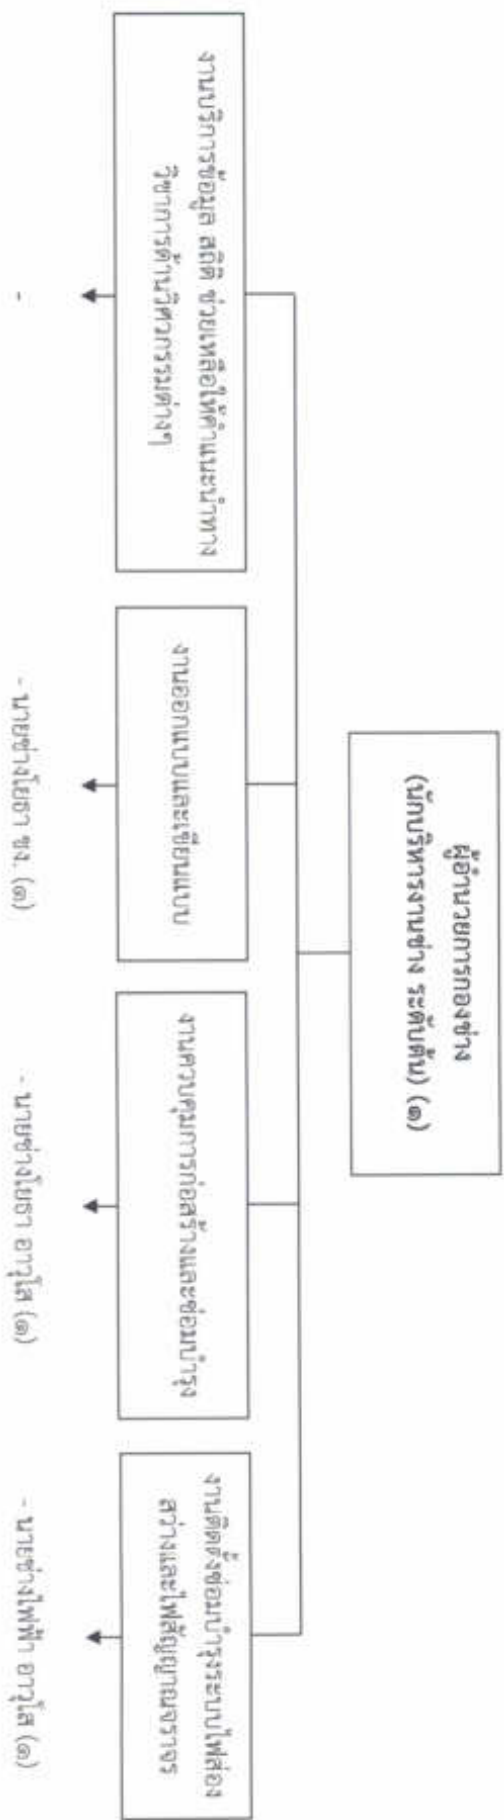 ผู้อำนวยการกองช่าง
(นักบริหารงานช่าง ระดับต้น) (๑)
งานบริการข้อมูล สถิติ ช่วยเหลือให้คำแนะนำทาง
วิชาการด้านวิศวกรรมต่างๆ
งานออกแบบและเขียนแบบ
งานควบคุมการก่อสร้างและซ่อมบำรุง
งานติดตั้งซ่อมบำรุงระบบไฟส่อง
สว่างและไฟสัญญาณจราจร
-
- นายช่างโยธา ชง. (๑)
- นายช่างโยธา อาวุโส (๑)
- นายช่างไฟฟ้า อาวุโส (๑)